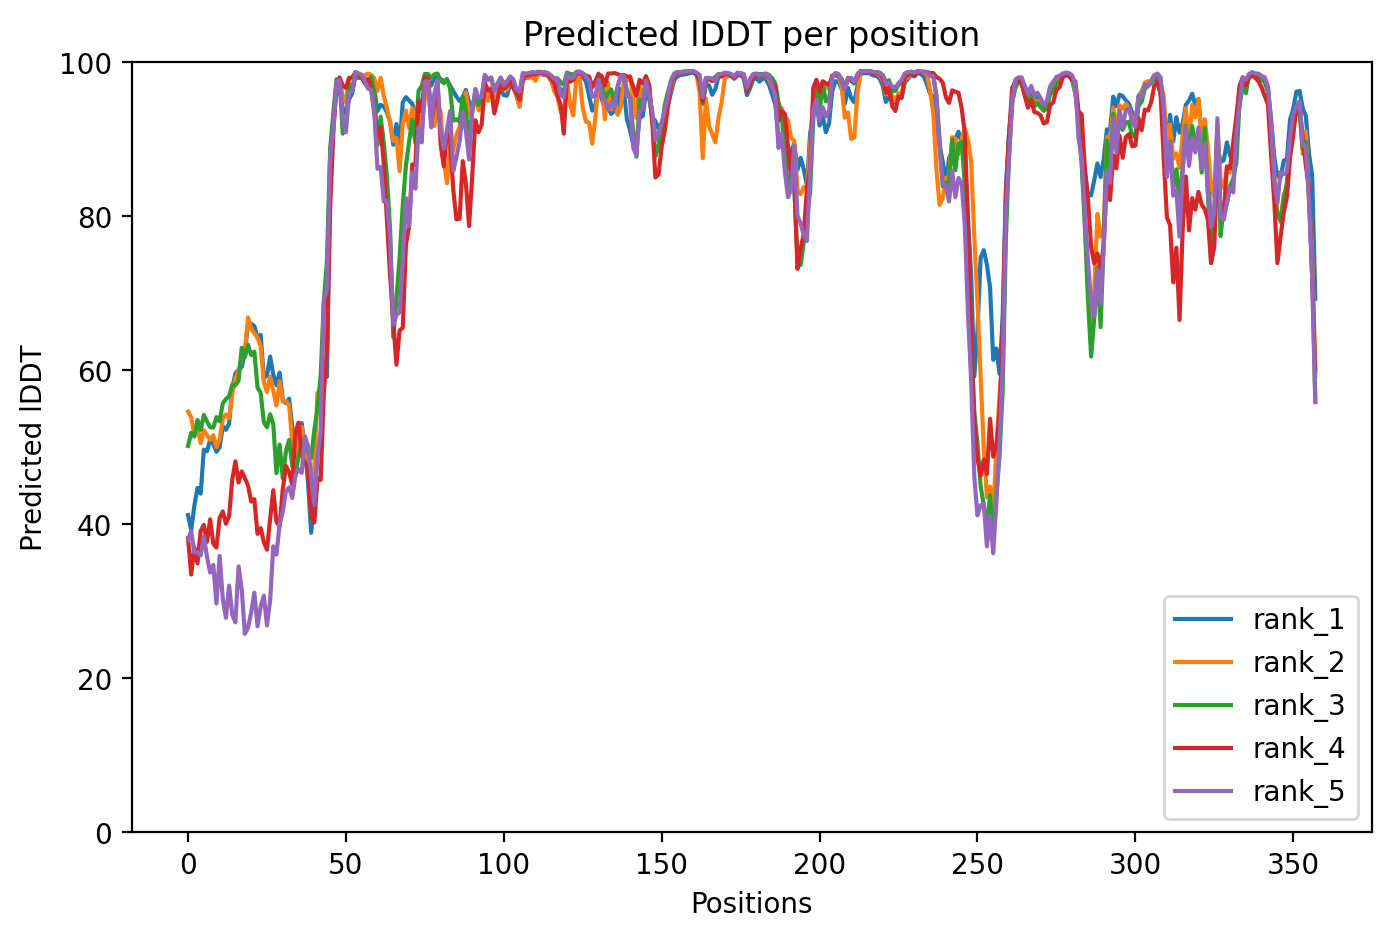 Predicted lDDT per position
Predicted lDDT
100
80
60
40
20
0
0 50 100 150 200 250 300 350
Positions
rank_1
rank_2
rank_3
rank_4
rank_5